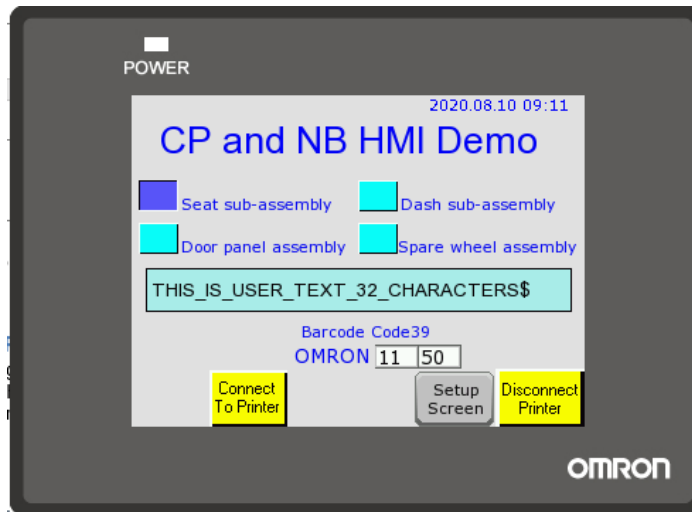 POWER
2020.08.10 09:11
CP and NB HMI Demo
Seat sub-assembly Dash sub-assembly
Door panel assembly Spare wheel assembly
THIS_IS_USER_TEXT_32_CHARACTERS$
Barcode Code39
OMRON 11 50
Connect
To Printer
Setup
Screen
Disconnect
Printer
OMRON